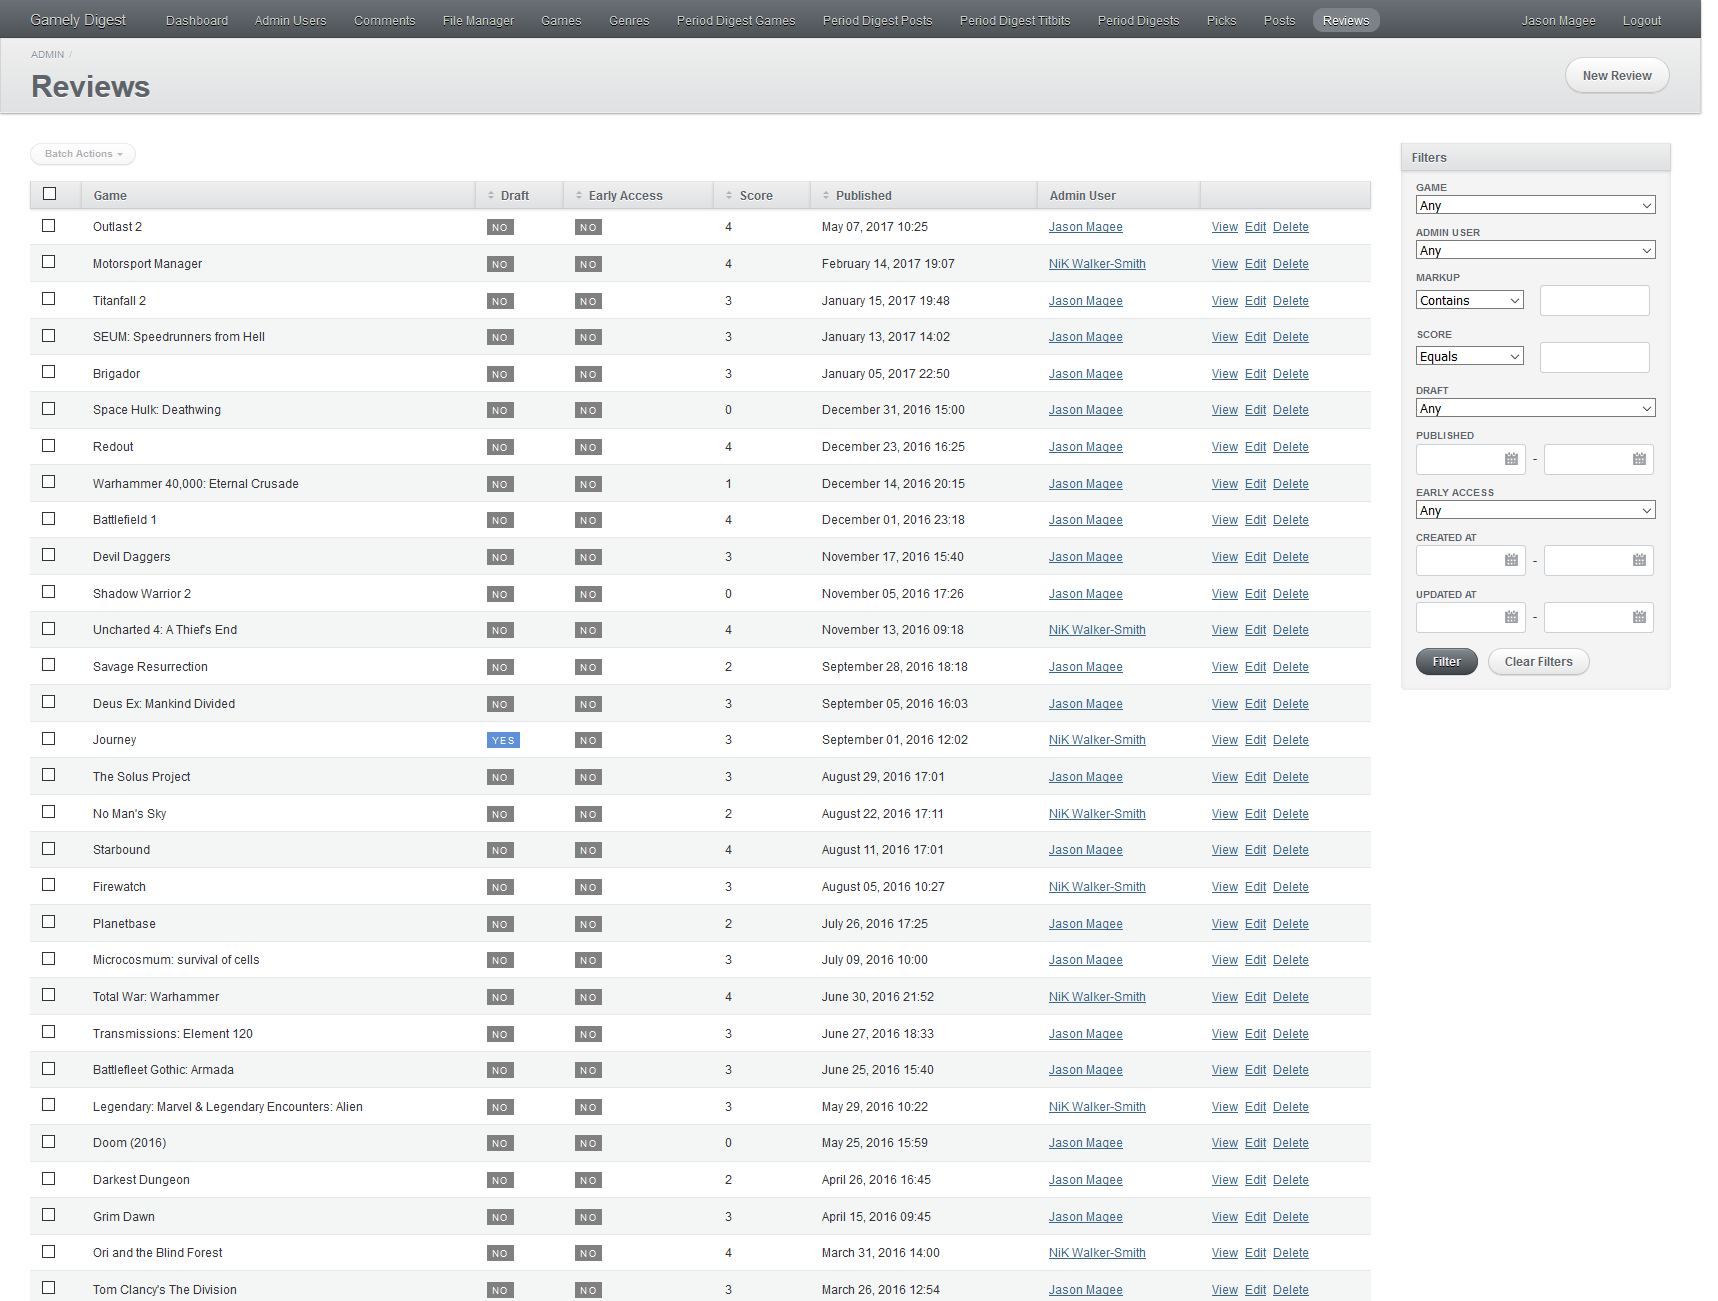 Gamely Digest Dashboard Admin Users Comments File Manager Games Genres Period Digest Games Period Digest Posts Period Digest Titbits Period Digests Picks Posts Reviews Jason Magee Logout
ADMIN /
Reviews
New Review
Batch Actions
Game Draft Early Access Score Published Admin User
Outlast 2 NO NO 4 May 07, 2017 10:25 Jason Magee View Edit Delete
Motorsport Manager NO NO 4 February 14, 2017 19:07 NiK Walker-Smith View Edit Delete
Titanfall 2 NO NO 3 January 15, 2017 19:48 Jason Magee View Edit Delete
SEUM: Speedrunners from Hell NO NO 3 January 13, 2017 14:02 Jason Magee View Edit Delete
Brigador NO NO 3 January 05, 2017 22:50 Jason Magee View Edit Delete
Space Hulk: Deathwing NO NO 0 December 31, 2016 15:00 Jason Magee View Edit Delete
Redout NO NO 4 December 23, 2016 16:25 Jason Magee View Edit Delete
Warhammer 40,000: Eternal Crusade NO NO 1 December 14, 2016 20:15 Jason Magee View Edit Delete
Battlefield 1 NO NO 4 December 01, 2016 23:18 Jason Magee View Edit Delete
Devil Daggers NO NO 3 November 17, 2016 15:40 Jason Magee View Edit Delete
Shadow Warrior 2 NO NO 0 November 05, 2016 17:26 Jason Magee View Edit Delete
Uncharted 4: A Thief's End NO NO 4 November 13, 2016 09:18 NiK Walker-Smith View Edit Delete
Savage Resurrection NO NO 2 September 28, 2016 18:18 Jason Magee View Edit Delete
Deus Ex: Mankind Divided NO NO 3 September 05, 2016 16:03 Jason Magee View Edit Delete
Journey YES NO 3 September 01, 2016 12:02 NiK Walker-Smith View Edit Delete
The Solus Project NO NO 3 August 29, 2016 17:01 Jason Magee View Edit Delete
No Man's Sky NO NO 2 August 22, 2016 17:11 NiK Walker-Smith View Edit Delete
Starbound NO NO 4 August 11, 2016 17:01 Jason Magee View Edit Delete
Firewatch NO NO 3 August 05, 2016 10:27 NiK Walker-Smith View Edit Delete
Planetbase NO NO 2 July 26, 2016 17:25 Jason Magee View Edit Delete
Microcosmum: survival of cells NO NO 3 July 09, 2016 10:00 Jason Magee View Edit Delete
Total War: Warhammer NO NO 4 June 30, 2016 21:52 NiK Walker-Smith View Edit Delete
Transmissions: Element 120 NO NO 3 June 27, 2016 18:33 Jason Magee View Edit Delete
Battlefleet Gothic: Armada NO NO 3 June 25, 2016 15:40 Jason Magee View Edit Delete
Legendary: Marvel & Legendary Encounters: Alien NO NO 3 May 29, 2016 10:22 NiK Walker-Smith View Edit Delete
Doom (2016) NO NO 0 May 25, 2016 15:59 Jason Magee View Edit Delete
Darkest Dungeon NO NO 2 April 26, 2016 16:45 Jason Magee View Edit Delete
Grim Dawn NO NO 3 April 15, 2016 09:45 Jason Magee View Edit Delete
Ori and the Blind Forest NO NO 4 March 31, 2016 14:00 NiK Walker-Smith View Edit Delete
Tom Clancy's The Division NO NO 3 March 26, 2016 12:54 Jason Magee View Edit Delete
Filters
GAME
Any
ADMIN USER
Any
MARKUP
Contains
SCORE
Equals
DRAFT
Any
PUBLISHED
-
EARLY ACCESS
Any
CREATED AT
-
UPDATED AT
-
Filter Clear Filters